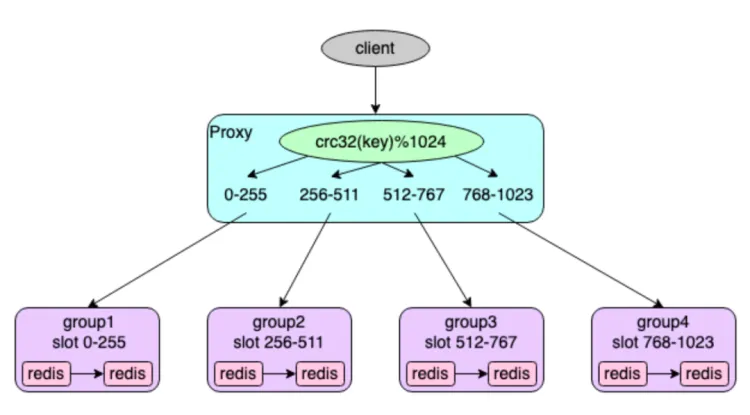 client
Proxy
crc32(key)%1024
0-255 256-511 512-767 768-1023
group1 group2 group3 group4
slot 0-255 slot 256-511 slot 512-767 slot 768-1023
redis redis redis redis redis redis redis redis